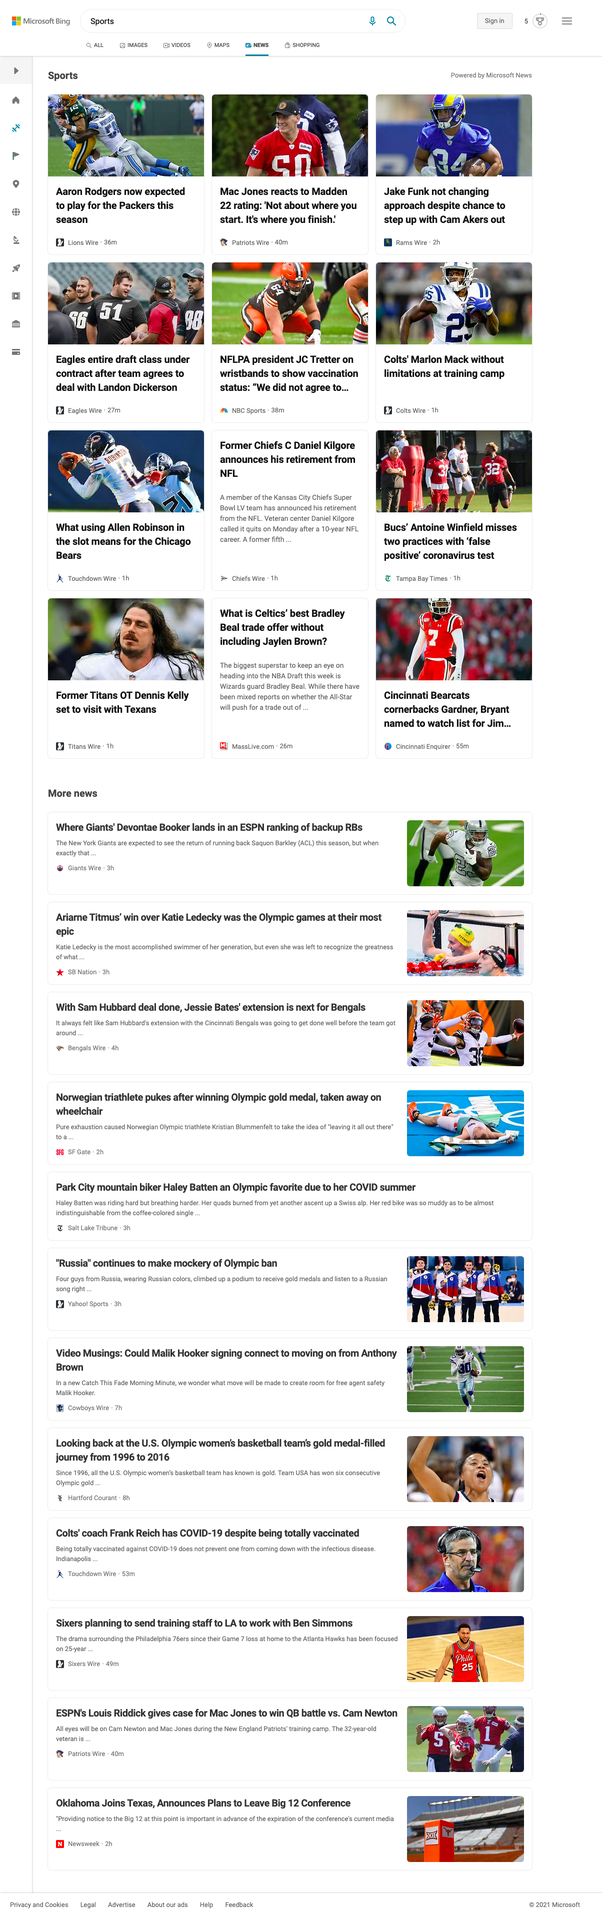 Microsoft Bing
Sports
Sign in
5
ALL
IMAGES
VIDEOS
MAPS
NEWS
SHOPPING
Sports
Powered by Microsoft News
Aaron Rodgers now expected
to play for the Packers this
season
Lions Wire · 36m
Mac Jones reacts to Madden
22 rating: 'Not about where you
start. It's where you finish.'
Patriots Wire · 40m
Jake Funk not changing
approach despite chance to
step up with Cam Akers out
Rams Wire · 2h
Eagles entire draft class under
contract after team agrees to
deal with Landon Dickerson
Eagles Wire · 27m
NFLPA president JC Tretter on
wristbands to show vaccination
status: "We did not agree to...
NBC Sports · 38m
Colts' Marlon Mack without
limitations at training camp
Colts Wire · 1h
What using Allen Robinson in
the slot means for the Chicago
Bears
Touchdown Wire · 1h
Former Chiefs C Daniel Kilgore
announces his retirement from
NFL
A member of the Kansas City Chiefs Super
Bowl LV team has announced his retirement
from the NFL. Veteran center Daniel Kilgore
called it quits on Monday after a 10-year NFL
career. A former fifth ...
Chiefs Wire · 1h
Bucs' Antoine Winfield misses
two practices with 'false
positive' coronavirus test
Tampa Bay Times · 1h
Former Titans OT Dennis Kelly
set to visit with Texans
Titans Wire · 1h
What is Celtics' best Bradley
Beal trade offer without
including Jaylen Brown?
The biggest superstar to keep an eye on
heading into the NBA Draft this week is
Wizards guard Bradley Beal. While there have
been mixed reports on whether the All-Star
will push for a trade out of ...
MassLive.com · 26m
Cincinnati Bearcats
cornerbacks Gardner, Bryant
named to watch list for Jim...
Cincinnati Enquirer · 55m
More news
Where Giants' Devontae Booker lands in an ESPN ranking of backup RBs
The New York Giants are expected to see the return of running back Saquon Barkley (ACL) this season, but when
exactly that ...
Giants Wire · 3h
Ariarne Titmus' win over Katie Ledecky was the Olympic games at their most
epic
Katie Ledecky is the most accomplished swimmer of her generation, but even she was left to recognize the greatness
of what ...
SB Nation · 3h
With Sam Hubbard deal done, Jessie Bates' extension is next for Bengals
It always felt like Sam Hubbard's extension with the Cincinnati Bengals was going to get done well before the team got
around ...
Bengals Wire · 4h
Norwegian triathlete pukes after winning Olympic gold medal, taken away on
wheelchair
Pure exhaustion caused Norwegian Olympic triathlete Kristian Blummenfelt to take the idea of "leaving it all out there"
to a ...
SF Gate · 2h
Park City mountain biker Haley Batten an Olympic favorite due to her COVID summer
Haley Batten was riding hard but breathing harder. Her quads burned from yet another ascent up a Swiss alp. Her red bike was so muddy as to be almost
indistinguishable from the coffee-colored single ...
Salt Lake Tribune · 3h
"Russia" continues to make mockery of Olympic ban
Four guys from Russia, wearing Russian colors, climbed up a podium to receive gold medals and listen to a Russian
song right ...
Yahoo! Sports · 3h
Video Musings: Could Malik Hooker signing connect to moving on from Anthony
Brown
In a new Catch This Fade Morning Minute, we wonder what move will be made to create room for free agent safety
Malik Hooker.
Cowboys Wire · 7h
Looking back at the U.S. Olympic women's basketball team's gold medal-filled
journey from 1996 to 2016
Since 1996, all the U.S. Olympic women's basketball team has known is gold. Team USA has won six consecutive
Olympic gold ...
Hartford Courant · 8h
Colts' coach Frank Reich has COVID-19 despite being totally vaccinated
Being totally vaccinated against COVID-19 does not prevent one from coming down with the infectious disease.
Indianapolis ...
Touchdown Wire · 53m
Sixers planning to send training staff to LA to work with Ben Simmons
The drama surrounding the Philadelphia 76ers since their Game 7 loss at home to the Atlanta Hawks has been focused
on 25-year ...
Sixers Wire · 49m
ESPN's Louis Riddick gives case for Mac Jones to win QB battle vs. Cam Newton
All eyes will be on Cam Newton and Mac Jones during the New England Patriots' training camp. The 32-year-old
veteran is ...
Patriots Wire · 40m
Oklahoma Joins Texas, Announces Plans to Leave Big 12 Conference
"Providing notice to the Big 12 at this point is important in advance of the expiration of the conference's current media
...
Newsweek · 2h
Privacy and Cookies
Legal
Advertise
About our ads
Help
Feedback
© 2021 Microsoft